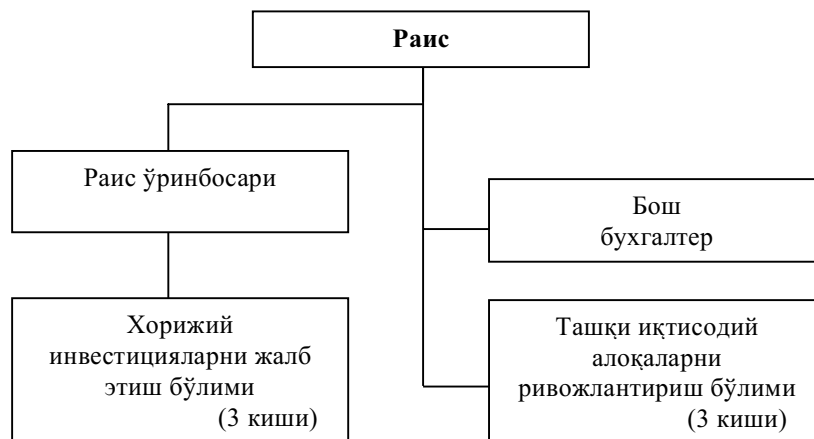 Раис
Раис ўринбосари
Бош
бухгалтер
Хорижий
инвестицияларни жалб
этиш бўлими
(3 киши)
Ташқи иқтисодий
алоқаларни
ривожлантириш бўлими
(3 киши)